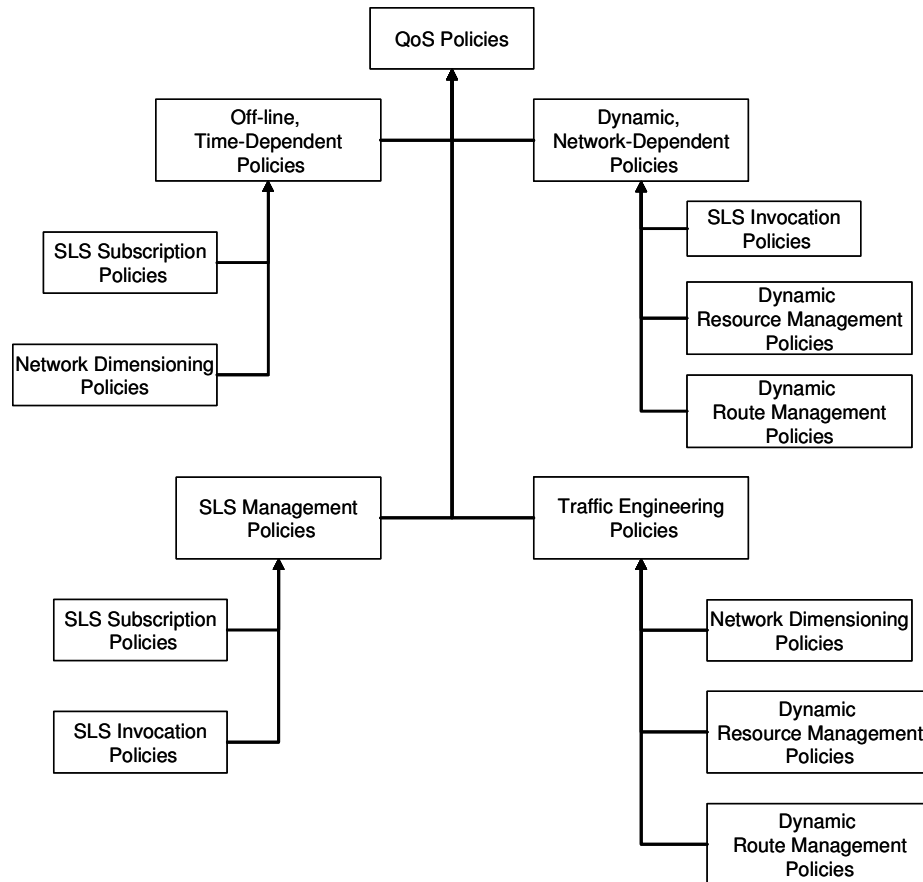 QoS Policies
Off-line,
Time-Dependent
Policies
Dynamic,
Network-Dependent
Policies
SLS Subscription
Policies
Network Dimensioning
Policies
SLS Invocation
Policies
Dynamic
Resource Management
Policies
Dynamic
Route Management
Policies
SLS Management
Policies
Traffic Engineering
Policies
SLS Subscription
Policies
SLS Invocation
Policies
Network Dimensioning
Policies
Dynamic
Resource Management
Policies
Dynamic
Route Management
Policies